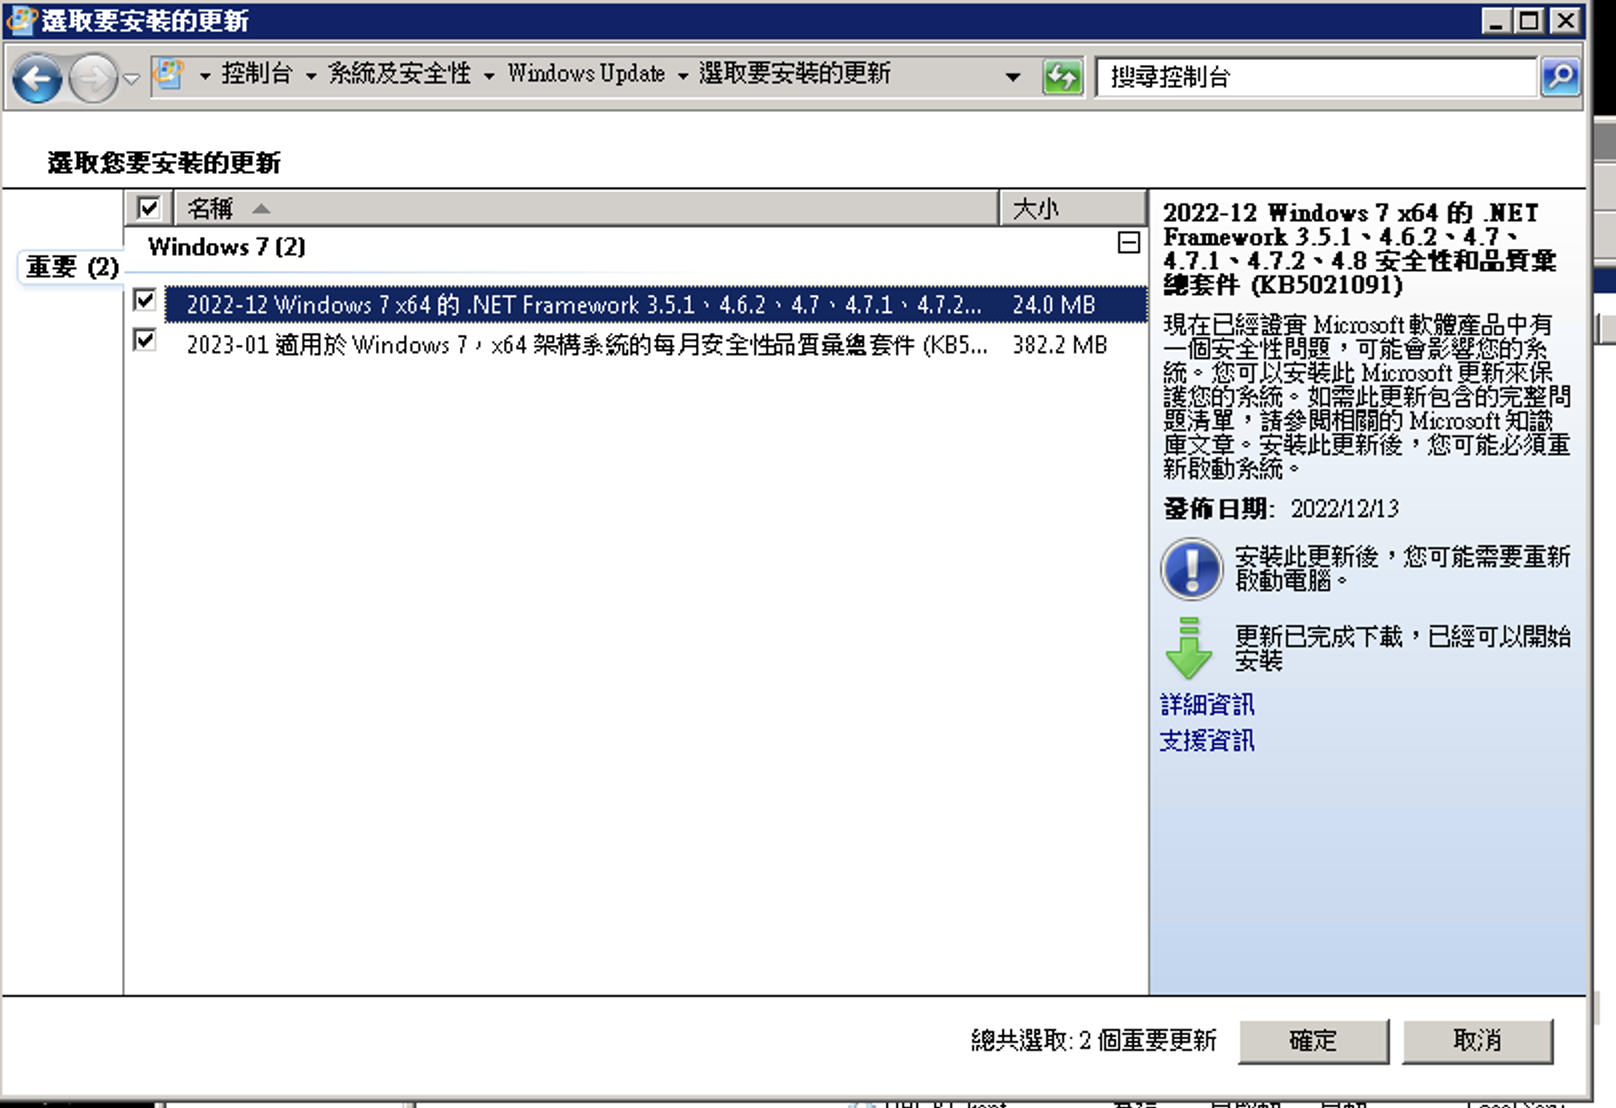 選取要安裝的更新
控制台 系統及安全性 Windows Update 選取要安裝的更新
搜尋控制台
選取您要安裝的更新
名稱 大小
Windows 7 (2)
重要 (2)
2022-12 Windows 7 x64 的 .NET Framework 3.5.1、4.6.2、4.7、4.7.1、4.7.2... 24.0 MB
2023-01 適用於 Windows 7，x64 架構系統的每月安全性品質彙總套件 (KB5... 382.2 MB
2022-12 Windows 7 x64 的 .NET
Framework 3.5.1、4.6.2、4.7、
4.7.1、4.7.2、4.8 安全性和品質彙
總套件 (KB5021091)
現在已經證實 Microsoft 軟體產品中有
一個安全性問題，可能會影響您的系
統。您可以安裝此 Microsoft 更新來保
護您的系統。如需此更新包含的完整問
題清單，請參閱相關的 Microsoft 知識
庫文章。安裝此更新後，您可能必須重
新啟動系統。
發佈日期: 2022/12/13
安裝此更新後，您可能需要重新
啟動電腦。
更新已完成下載，已經可以開始
安裝
詳細資訊
支援資訊
總共選取: 2 個重要更新
確定
取消